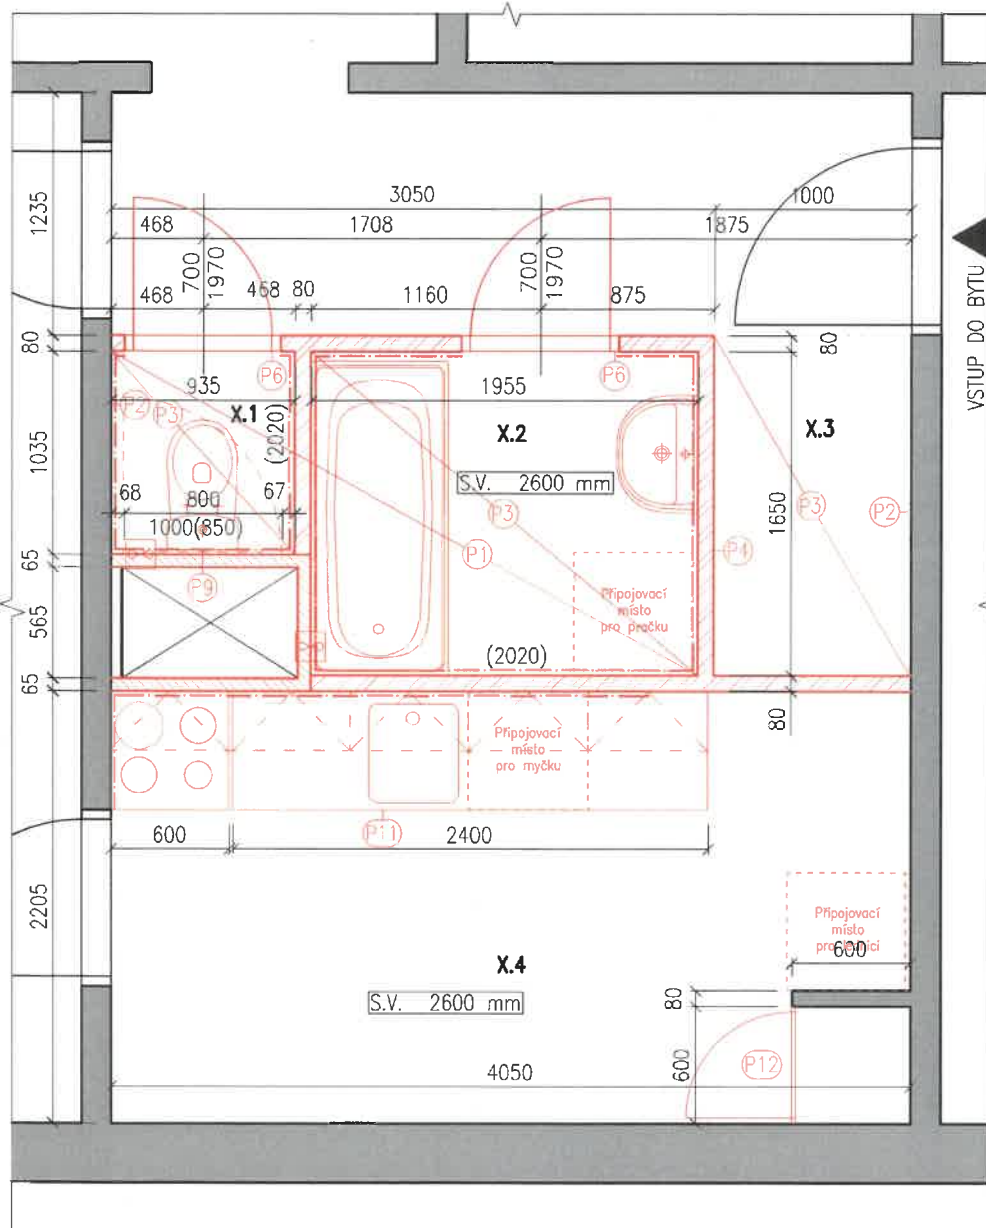 3050
1000
468
1708
1875
700
1970
700
1970
468
468
80
1160
875
1235
80
80
VSTUP DO BYTU
P6
P6
935
1955
P2
P3
X.1
X.2
X.3
(2020)
1035
S.V. 2600 mm
68
800
67
1000(850)
P3
1650
P3
P2
P1
P4
65
P9
Připojovací
místo
pro pračku
565
(2020)
65
80
Připojovací
místo
pro myčku
P11
600
2400
2205
Připojovací
místo
pro lednici
600
X.4
S.V. 2600 mm
80
600
P12
4050